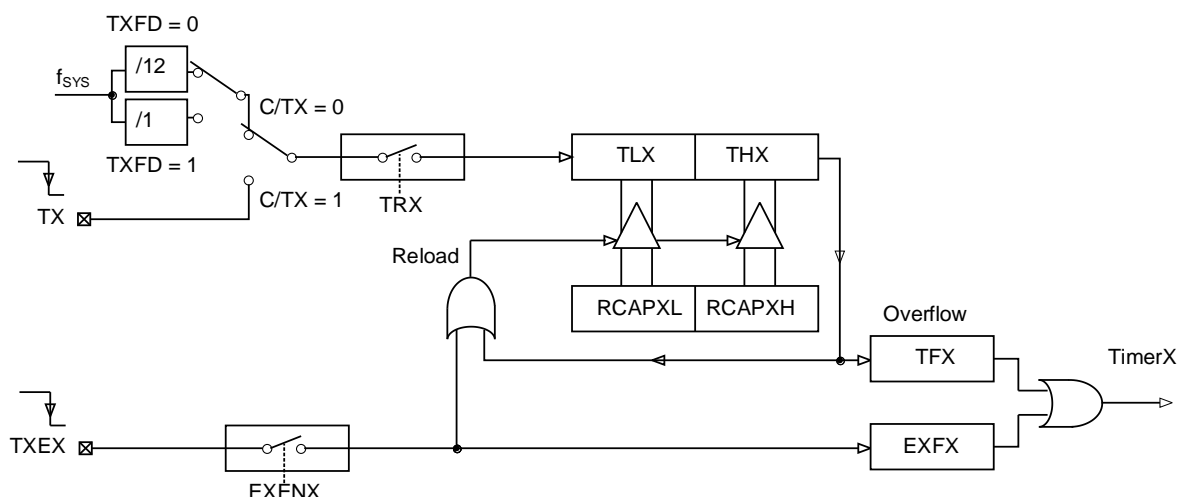 TXFD = 0
/12
fSYS
C/TX = 0
/1
TXFD = 1
TLX
THX
TX
C/TX = 1
TRX
Reload
RCAPXL
RCAPXH
Overflow
TFX
TimerX
TXEX
EXFX
EXENX